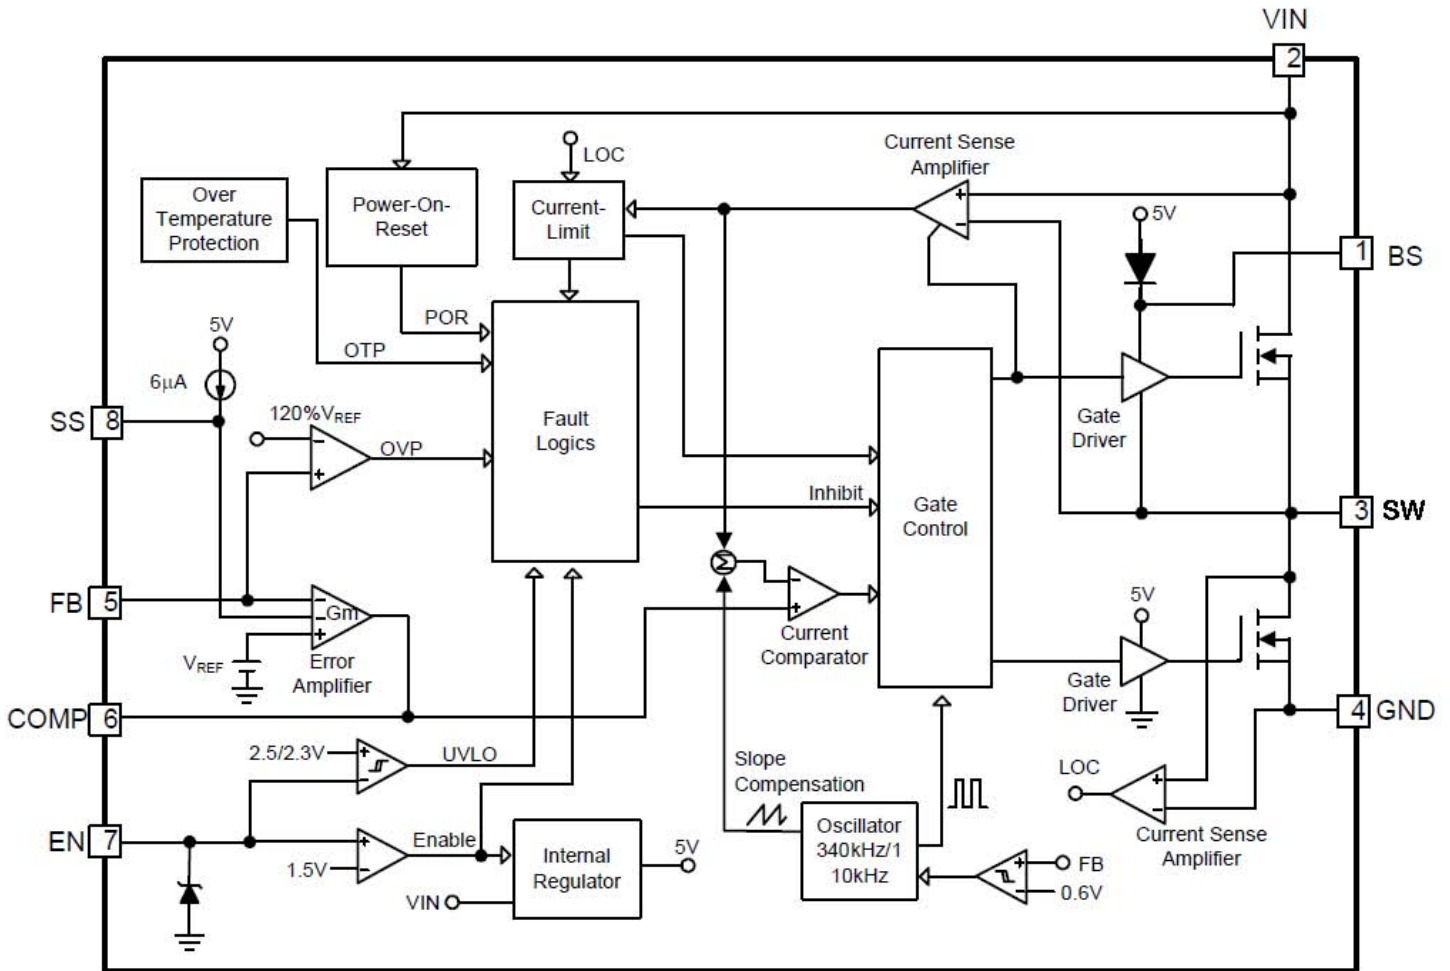 VIN
2
LOC
Current Sense
Amplifier
+
−
Over
Temperature
Protection
Power-On-
Reset
Current-
Limit
5V
1
BS
POR
OTP
5V
6µA
SS
8
120%VREF
−
+
OVP
Fault
Logics
Gate
Driver
Inhibit
Gate
Control
3
SW
Σ
FB
5
−
−
+
Gm
−
+
Current
Comparator
5V
VREF
Error
Amplifier
Gate
Driver
COMP
6
4
GND
2.5/2.3V
+
−
UVLO
Slope
Compensation
LOC
+
−
Current Sense
Amplifier
EN
7
+
−
1.5V
Enable
Internal
Regulator
5V
VIN
Oscillator
340kHz/1
10kHz
+
−
FB
0.6V